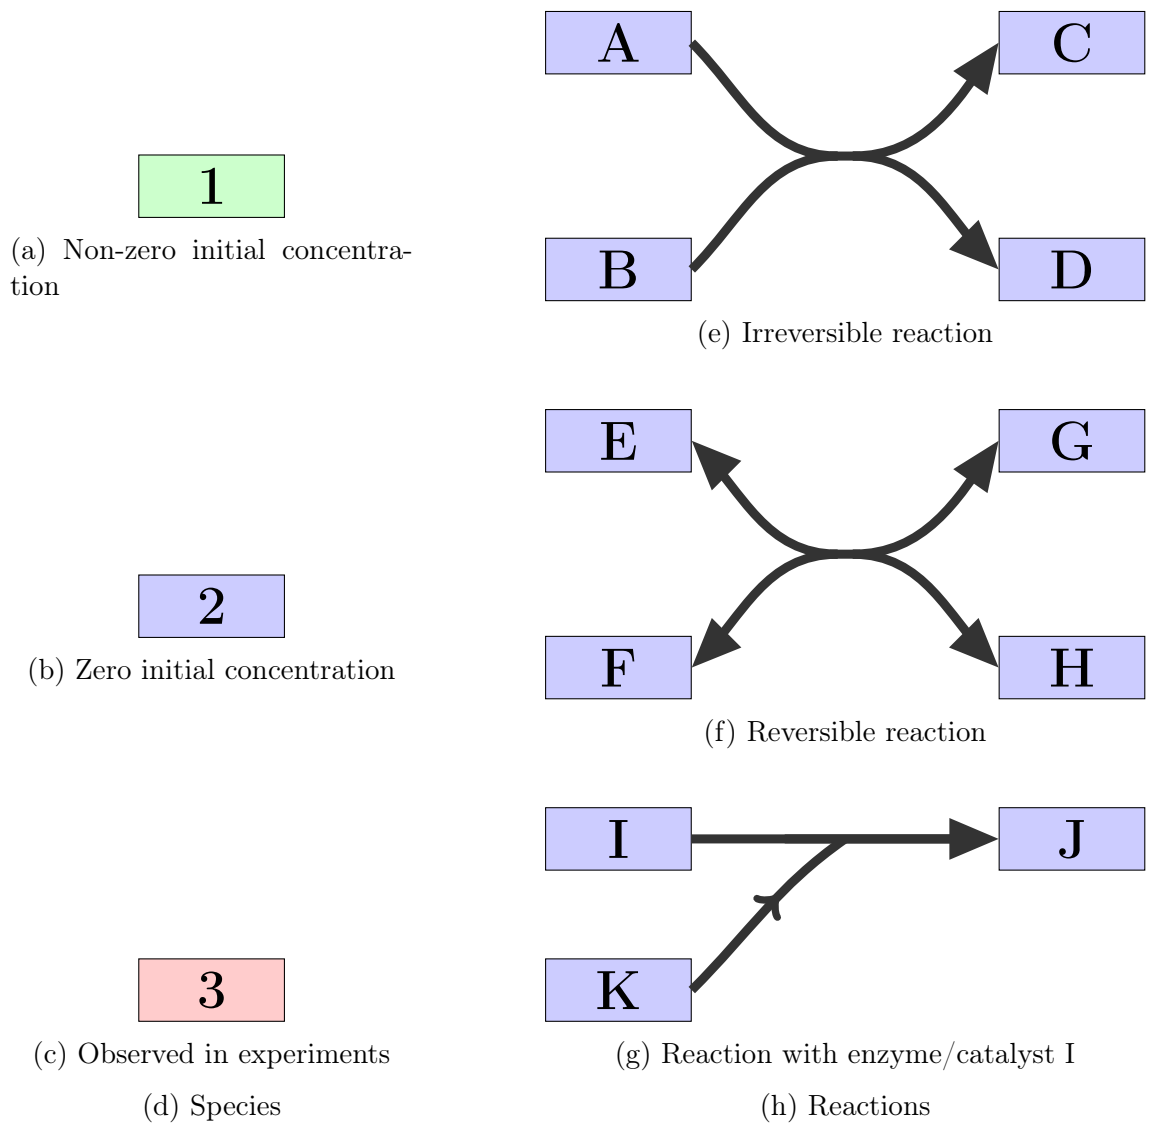 1
(a) Non-zero initial concentra-
tion
2
(b) Zero initial concentration
3
(c) Observed in experiments
(d) Species
A
C
B
D
(e) Irreversible reaction
E
G
F
H
(f) Reversible reaction
I
J
K
(g) Reaction with enzyme/catalyst I
(h) Reactions